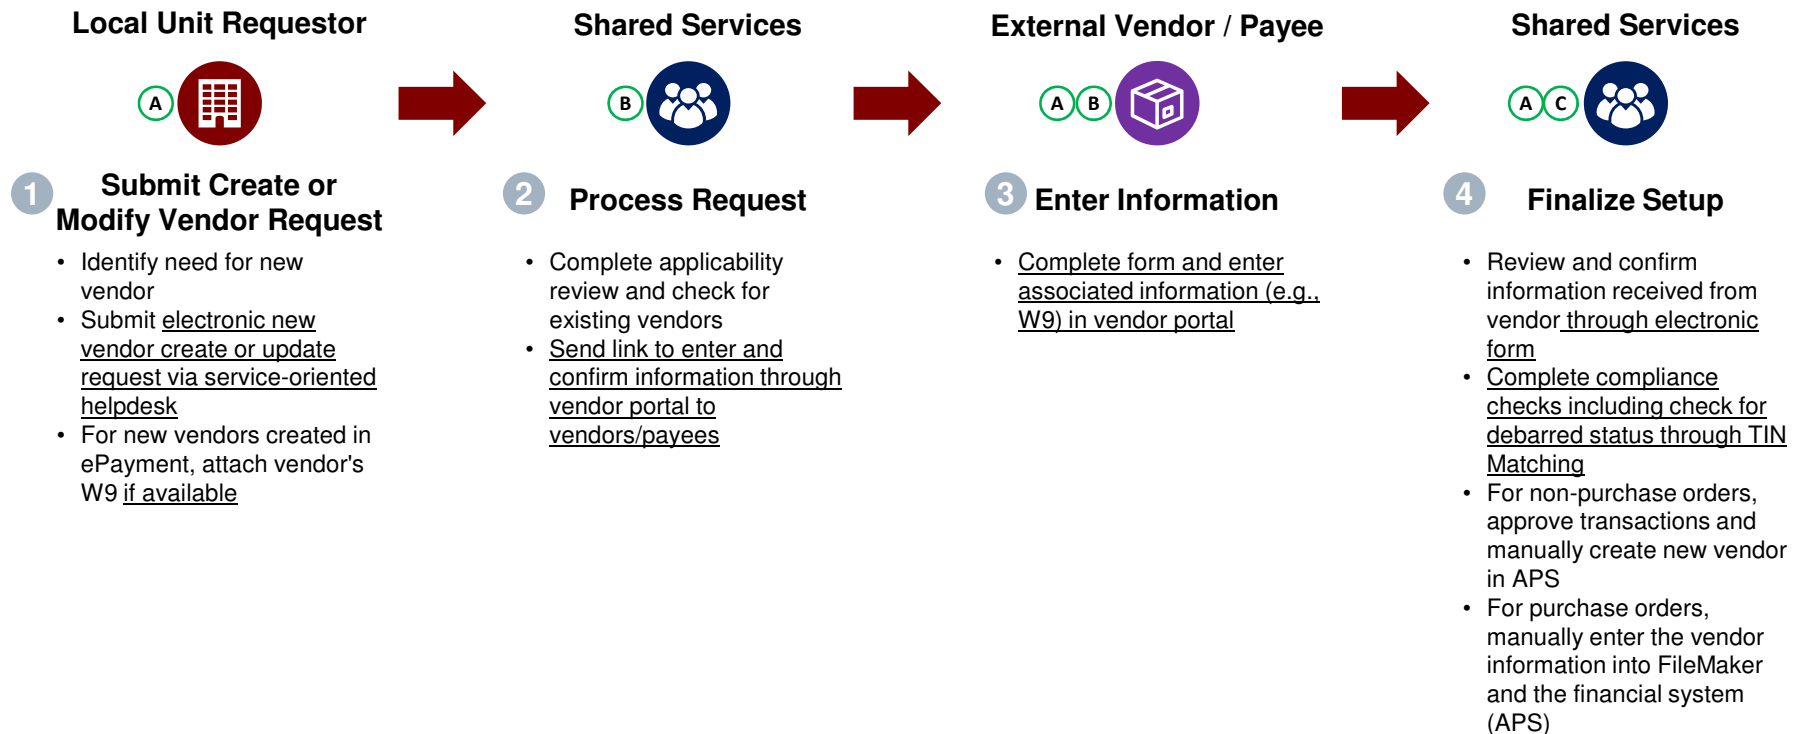 Local Unit Requestor
A
1
Submit Create or
Modify Vendor Request
• Identify need for new
vendor
• Submit electronic new
vendor create or update
request via service-oriented
helpdesk
• For new vendors created in
ePayment, attach vendor's
W9 if available
Shared Services
B
2
Process Request
• Complete applicability
review and check for
existing vendors
• Send link to enter and
confirm information through
vendor portal to
vendors/payees
External Vendor / Payee
A B
3
Enter Information
• Complete form and enter
associated information (e.g.,
W9) in vendor portal
Shared Services
A C
4
Finalize Setup
• Review and confirm
information received from
vendor through electronic
form
• Complete compliance
checks including check for
debarred status through TIN
Matching
• For non-purchase orders,
approve transactions and
manually create new vendor
in APS
• For purchase orders,
manually enter the vendor
information into FileMaker
and the financial system
(APS)